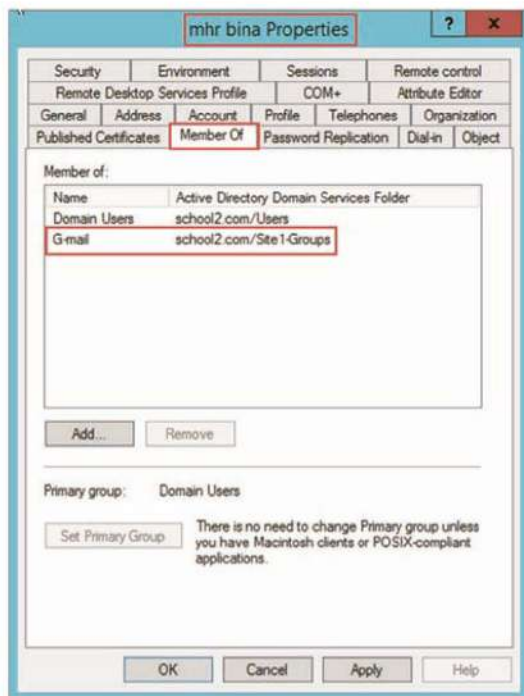 mhr bina Properties
?
x
Security Environment Sessions Remote control
Remote Desktop Services Profile COM+ Attribute Editor
General Address Account Profile Telephones Organization
Published Certificates Member Of Password Replication Dial-in Object
Member of:
Name Active Directory Domain Services Folder
Domain Users school2.com/Users
G-mail school2.com/Site1-Groups
Add... Remove
Primary group: Domain Users
Set Primary Group
There is no need to change Primary group unless
you have Macintosh clients or POSIX-compliant
applications.
OK Cancel Apply Help